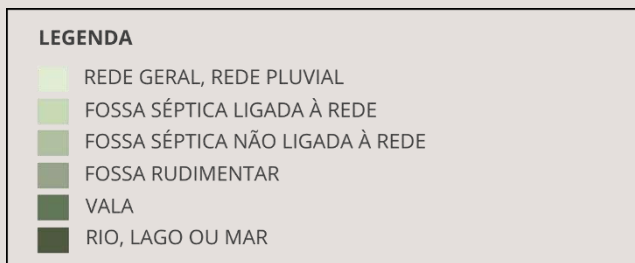 LEGENDA
REDE GERAL, REDE PLUVIAL
FOSSA SÉPTICA LIGADA À REDE
FOSSA SÉPTICA NÃO LIGADA À REDE
FOSSA RUDIMENTAR
VALA
RIO, LAGO OU MAR